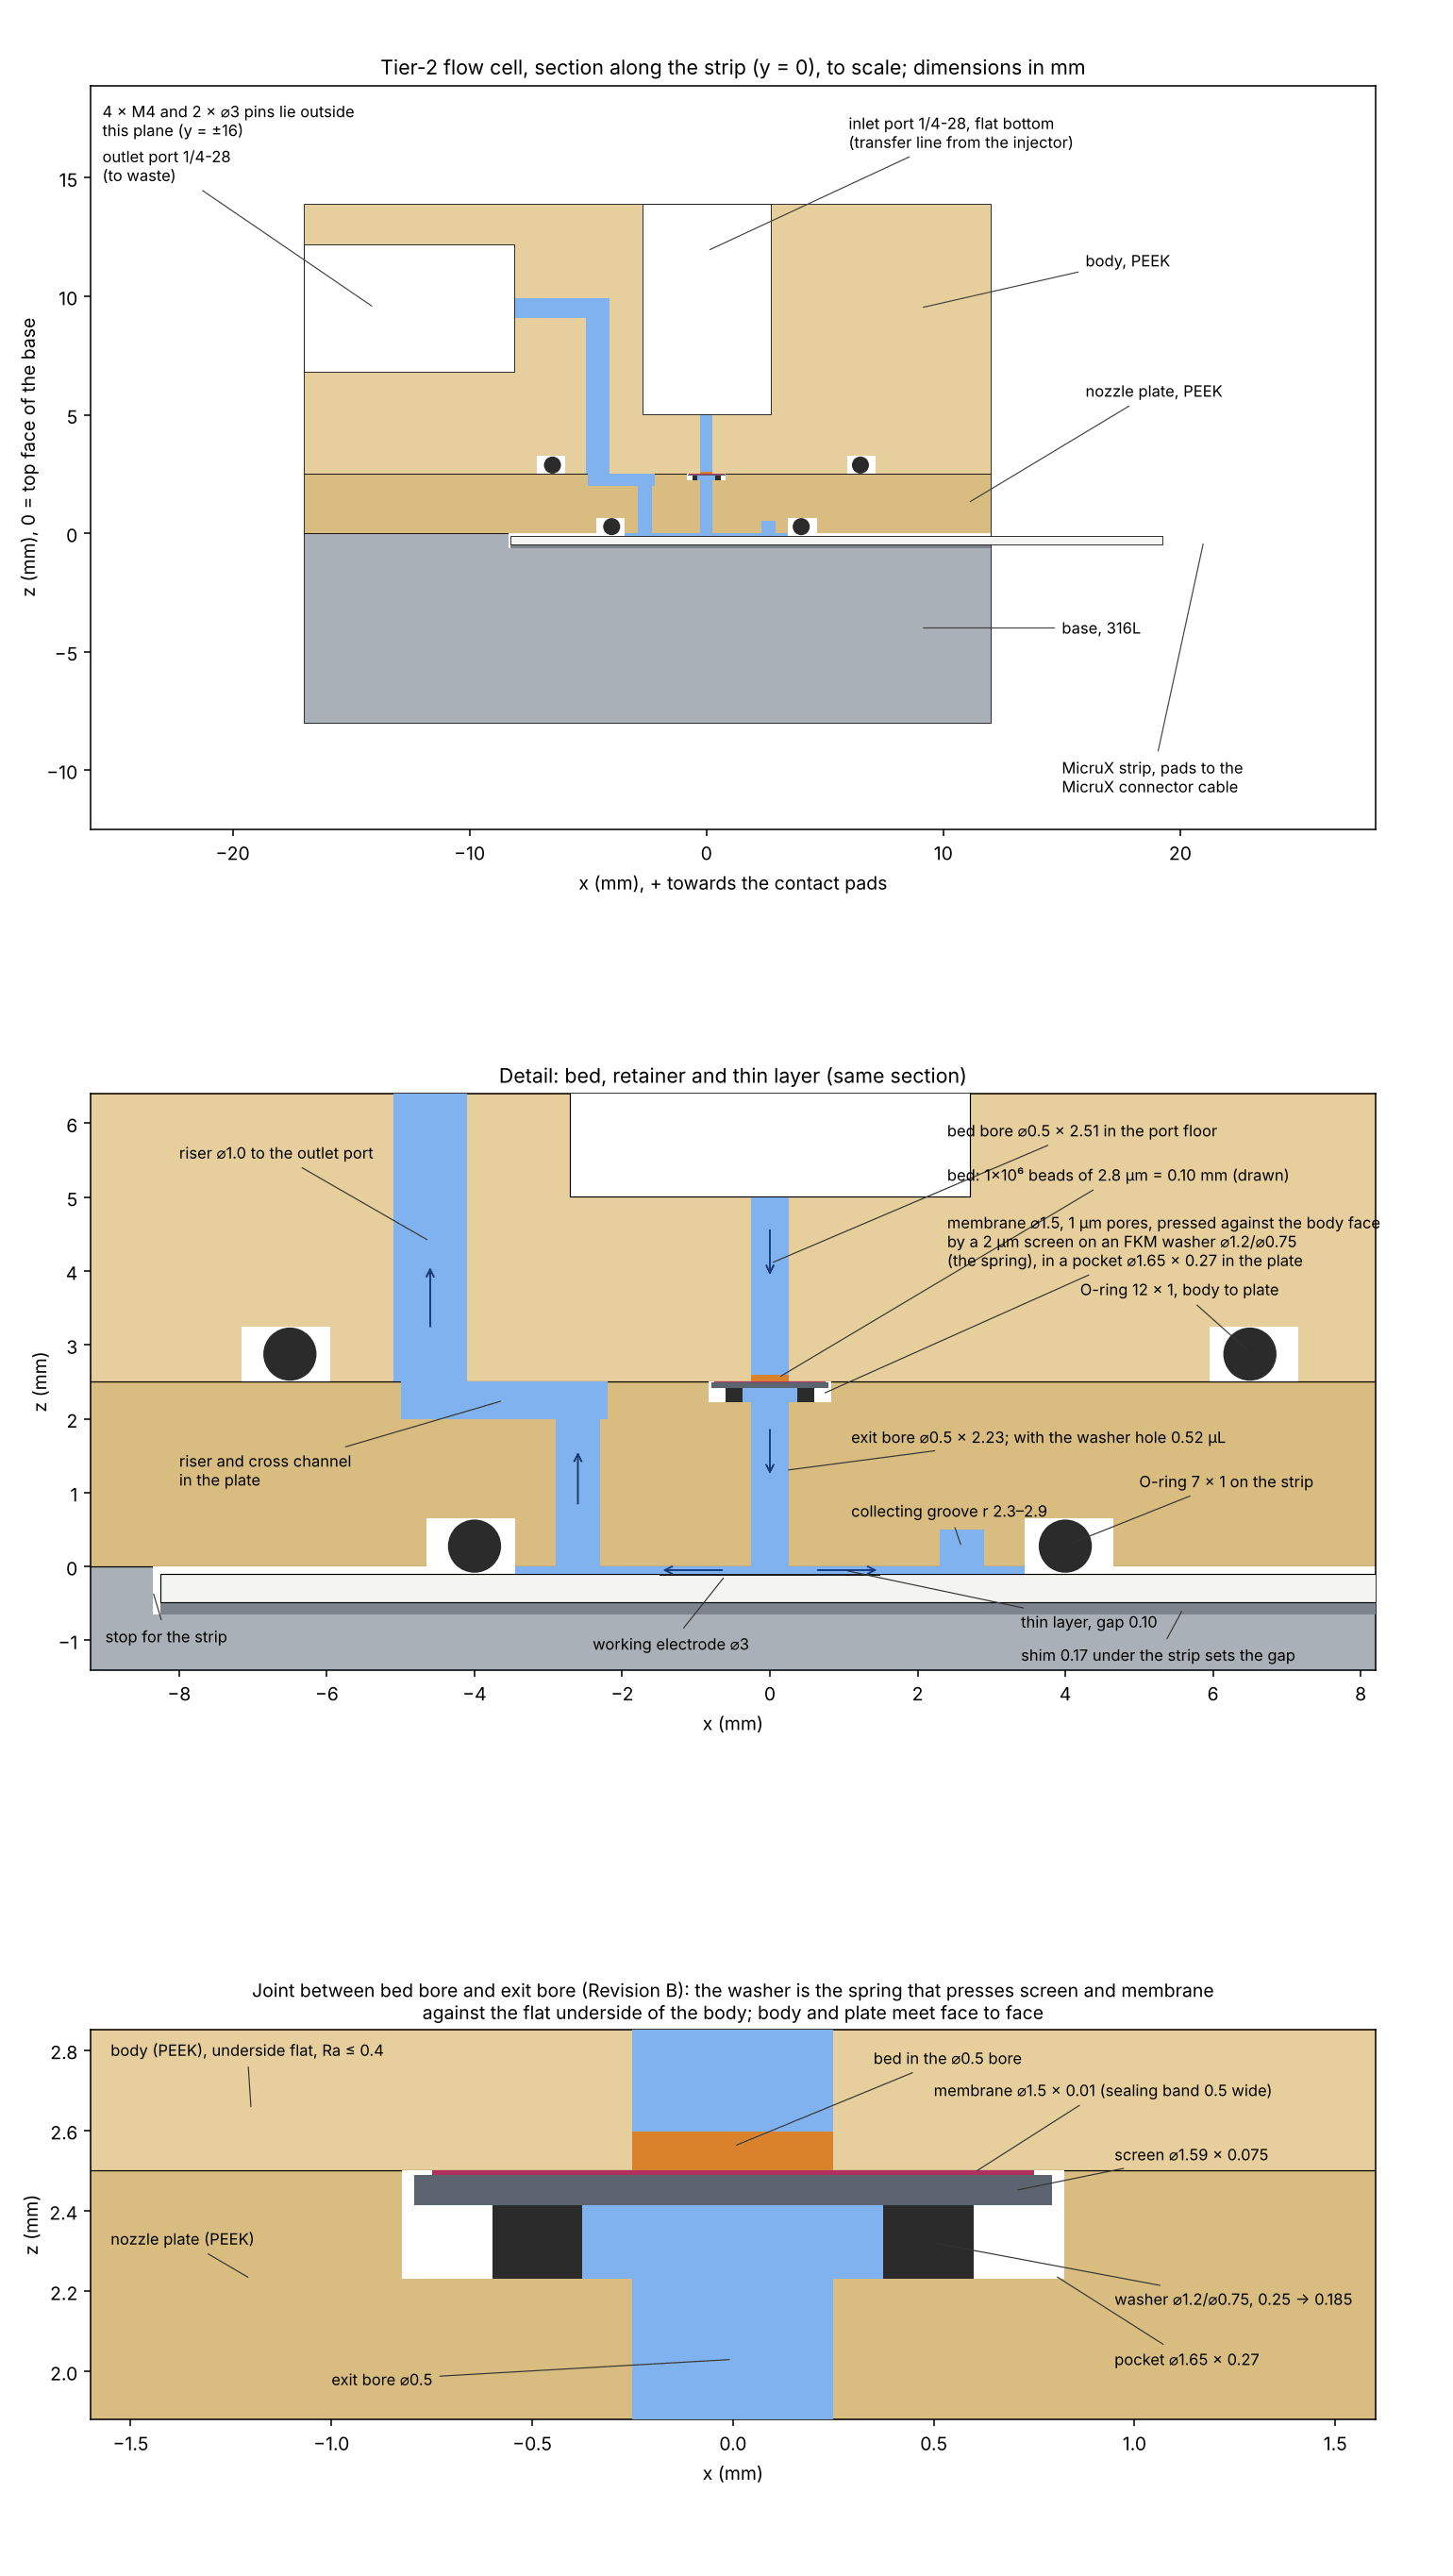 Tier-2 flow cell, section along the strip (y = 0), to scale; dimensions in mm
4 × M4 and 2 × ⌀3 pins lie outside
this plane (y = ±16)
outlet port 1/4-28
(to waste)
inlet port 1/4-28, flat bottom
(transfer line from the injector)
body, PEEK
nozzle plate, PEEK
base, 316L
MicruX strip, pads to the
MicruX connector cable
15
10
5
0
−5
−10
z (mm), 0 = top face of the base
−20
−10
0
10
20
x (mm), + towards the contact pads
Detail: bed, retainer and thin layer (same section)
bed bore ⌀0.5 × 2.51 in the port floor
riser ⌀1.0 to the outlet port
bed: 1×10⁶ beads of 2.8 µm = 0.10 mm (drawn)
membrane ⌀1.5, 1 µm pores, pressed against the body face
by a 2 µm screen on an FKM washer ⌀1.2/⌀0.75
(the spring), in a pocket ⌀1.65 × 0.27 in the plate
O-ring 12 × 1, body to plate
exit bore ⌀0.5 × 2.23; with the washer hole 0.52 µL
riser and cross channel
in the plate
O-ring 7 × 1 on the strip
collecting groove r 2.3–2.9
thin layer, gap 0.10
stop for the strip
working electrode ⌀3
shim 0.17 under the strip sets the gap
6
5
4
3
2
1
0
−1
z (mm)
−8
−6
−4
−2
0
2
4
6
8
x (mm)
Joint between bed bore and exit bore (Revision B): the washer is the spring that presses screen and membrane
against the flat underside of the body; body and plate meet face to face
body (PEEK), underside flat, Ra ≤ 0.4
bed in the ⌀0.5 bore
membrane ⌀1.5 × 0.01 (sealing band 0.5 wide)
screen ⌀1.59 × 0.075
nozzle plate (PEEK)
washer ⌀1.2/⌀0.75, 0.25 → 0.185
pocket ⌀1.65 × 0.27
exit bore ⌀0.5
2.8
2.6
2.4
2.2
2.0
z (mm)
−1.5
−1.0
−0.5
0.0
0.5
1.0
1.5
x (mm)